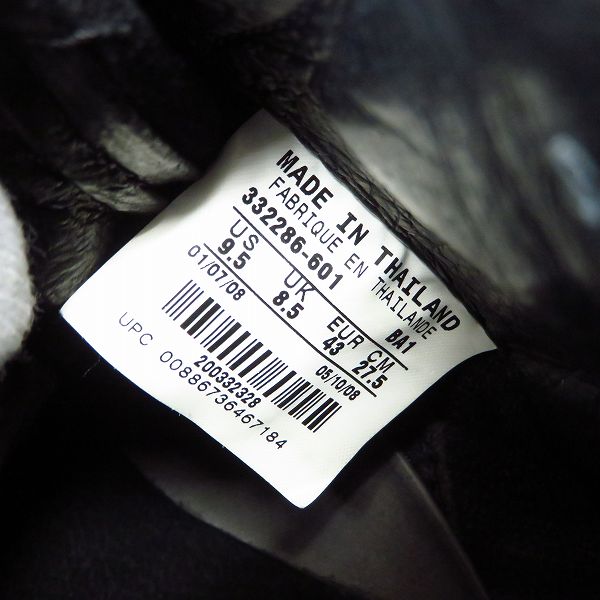 MADE IN THAILAND
FABRIQUE EN THAILANDE
332286-601 BA1
US UK EUR CM
9.5 8.5 43 27.5
01/07/08 05/10/08
200332328
UPC 00886736467184